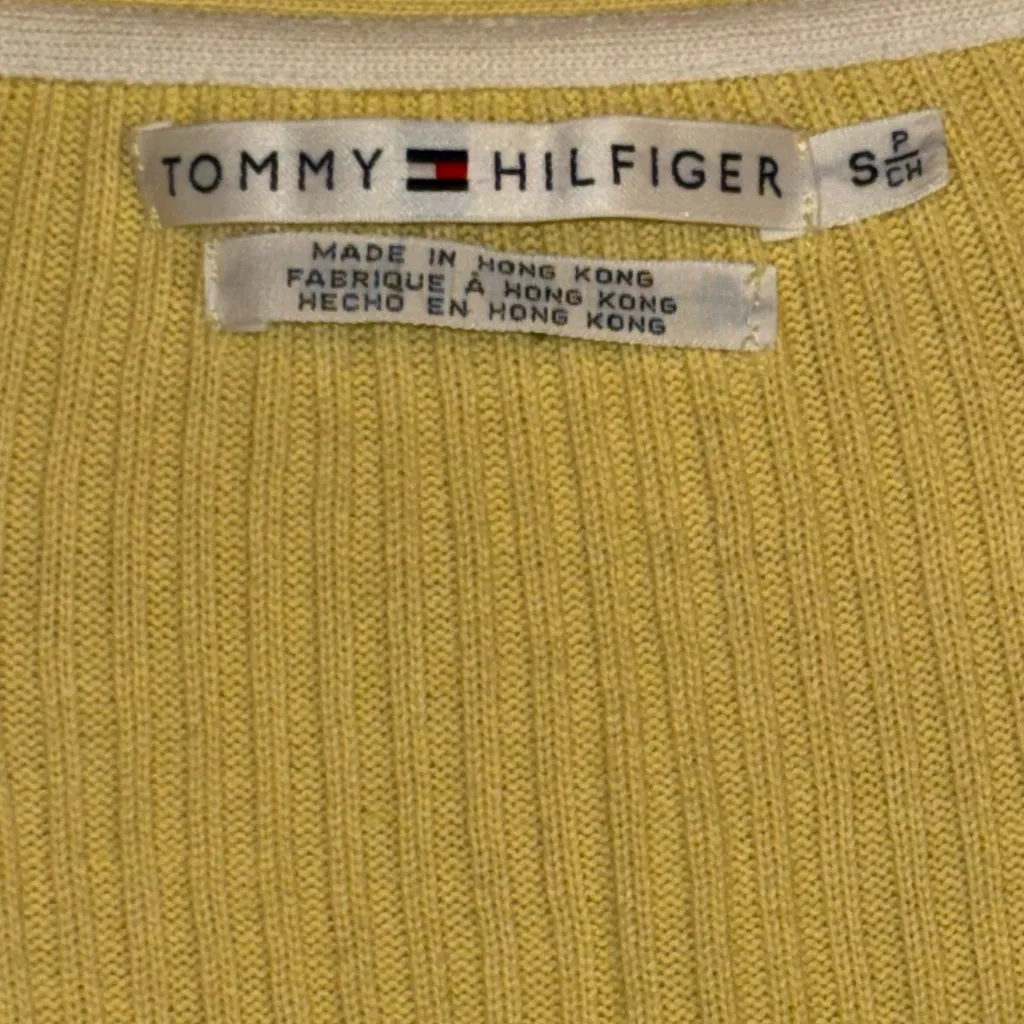 TOMMY HILFIGER
S P/CH
MADE IN HONG KONG
FABRIQUE À HONG KONG
HECHO EN HONG KONG